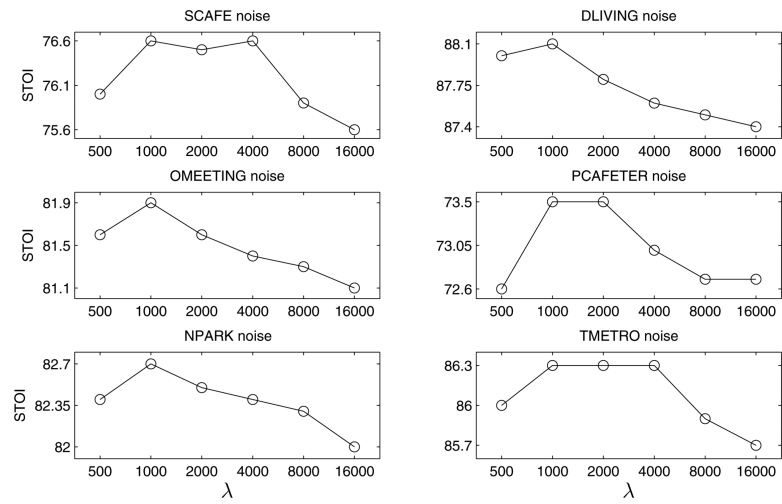 SCAFE noise
STOI
76.6
76.1
75.6
500 1000 2000 4000 8000 16000
DLIVING noise
88.1
87.75
87.4
500 1000 2000 4000 8000 16000
OMEETING noise
STOI
81.9
81.5
81.1
500 1000 2000 4000 8000 16000
PCAFETER noise
73.5
73.05
72.6
500 1000 2000 4000 8000 16000
NPARK noise
STOI
82.7
82.35
82
500 1000 2000 4000 8000 16000
λ
TMETRO noise
86.3
86
85.7
500 1000 2000 4000 8000 16000
λ